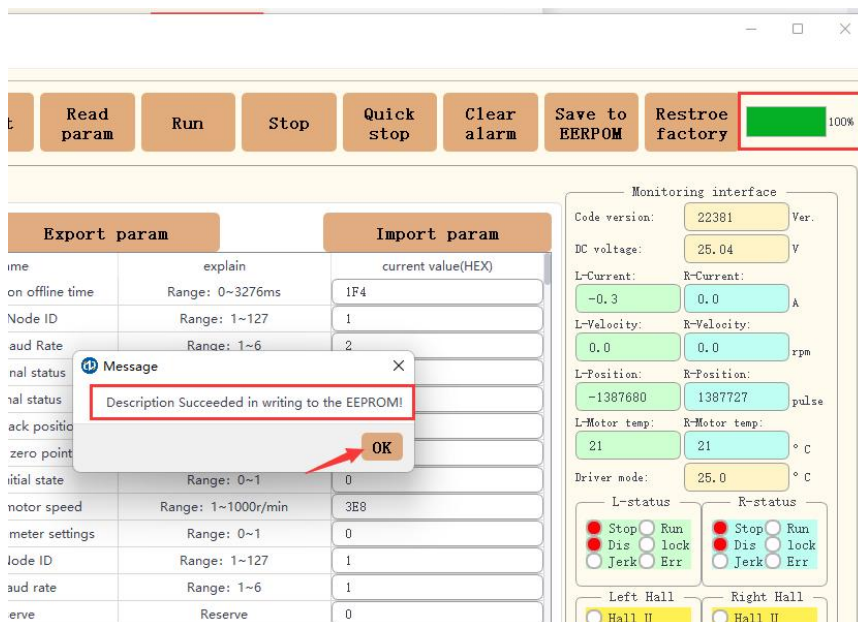 Read param
Run
Stop
Quick stop
Clear alarm
Save to EERPOM
Restroe factory
100%
Export param
Import param
Monitoring interface
Code version: 22381 Ver.
DC voltage: 25.04 V
L-Current: R-Current:
-0.3 0.0 A
L-Velocity: R-Velocity:
0.0 0.0 rpm
L-Position: R-Position:
-1387680 1387727 pulse
L-Motor temp: R-Motor temp:
21 21 ° C
Driver mode: 25.0 ° C
L-status R-status
Stop Run Stop Run
Dis lock Dis lock
Jerk Err Jerk Err
Left Hall Right Hall
Hall U Hall U
explain current value(HEX)
on offline time Range: 0~3276ms 1F4
Node ID Range: 1~127 1
aud Rate Range: 1~6 2
nal status
nal status
ack positio
zero point
Message
Description Succeeded in writing to the EEPROM!
OK
itial state Range: 0~1 0
motor speed Range: 1~1000r/min 3E8
meter settings Range: 0~1 0
Node ID Range: 1~127 1
aud rate Range: 1~6 1
erve Reserve 0